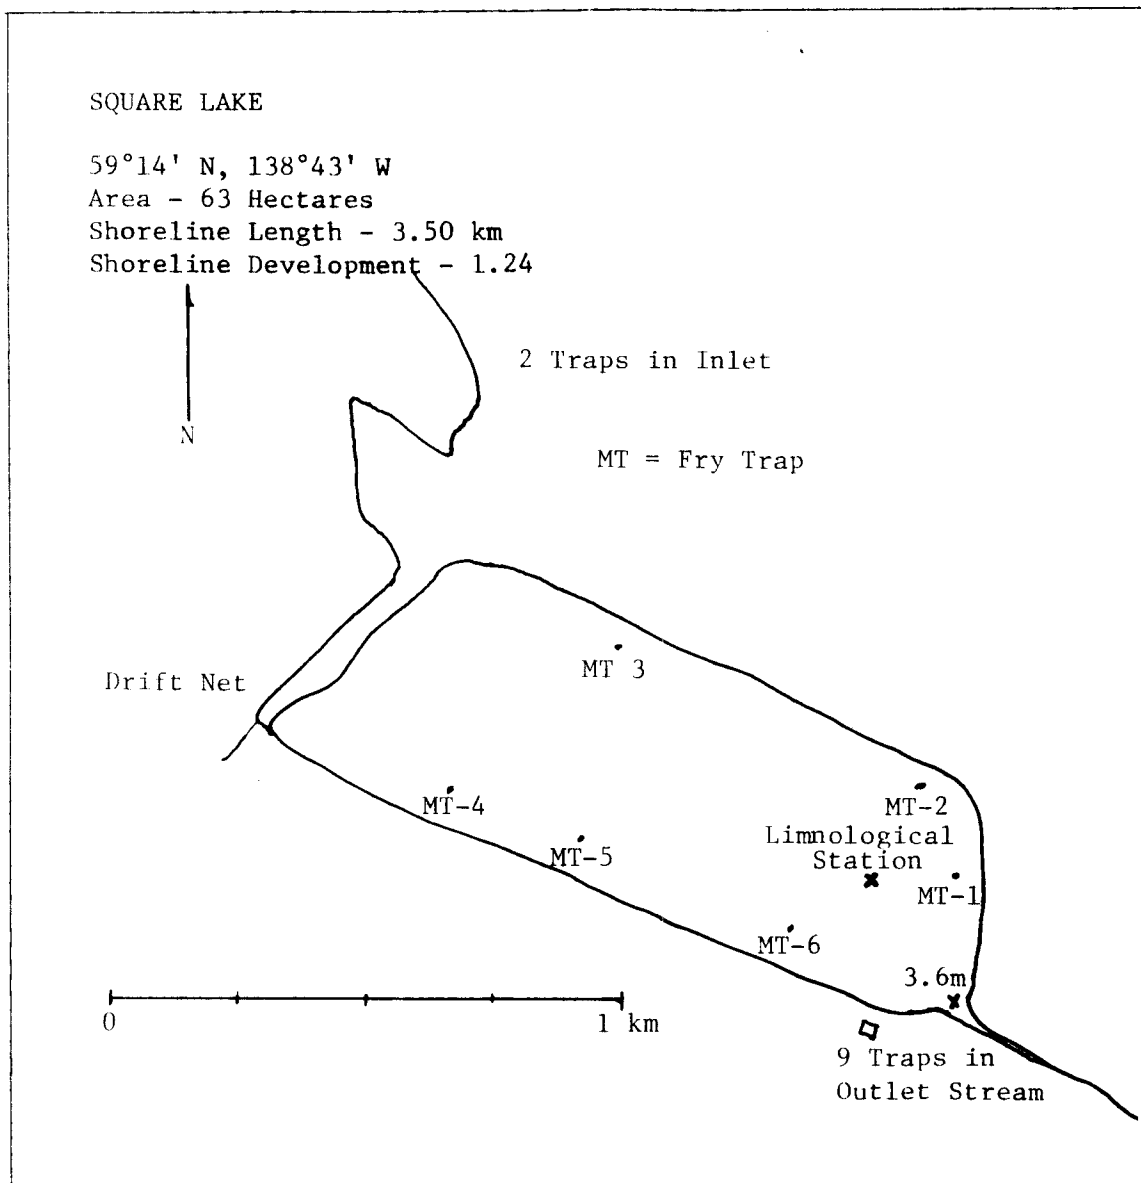 SQUARE LAKE
59°14' N, 138°43' W
Area - 63 Hectares
Shoreline Length - 3.50 km
Shoreline Development - 1.24
2 Traps in Inlet
N
MT = Fry Trap
Drift Net
MT 3
MT-4
MT-2
Limnological
Station
MT-5
MT-1
MT-6
3.6m
0
1 km
9 Traps in
Outlet Stream